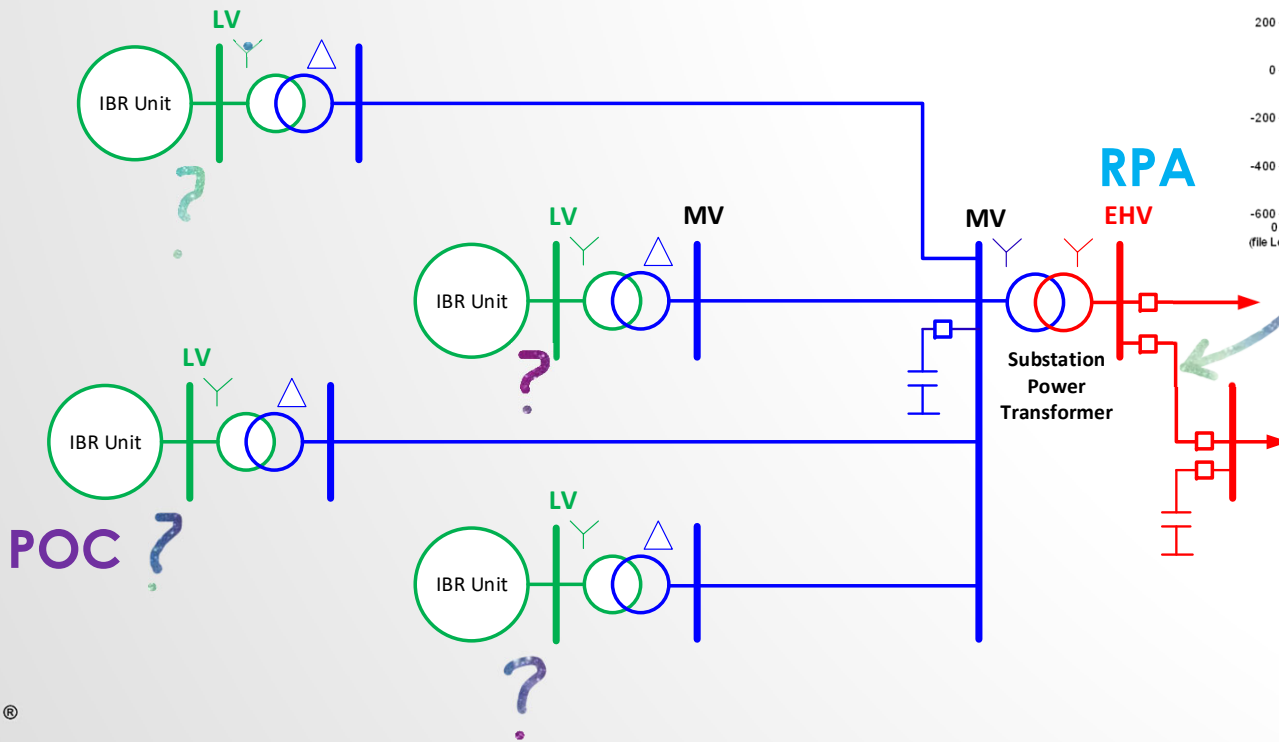 200
0
-200
-400
-600
0
LV
IBR Unit
RPA
LV
MV
MV
EHV
IBR Unit
Substation
Power
Transformer
LV
IBR Unit
LV
POC
?
?
?
?
IBR Unit
®